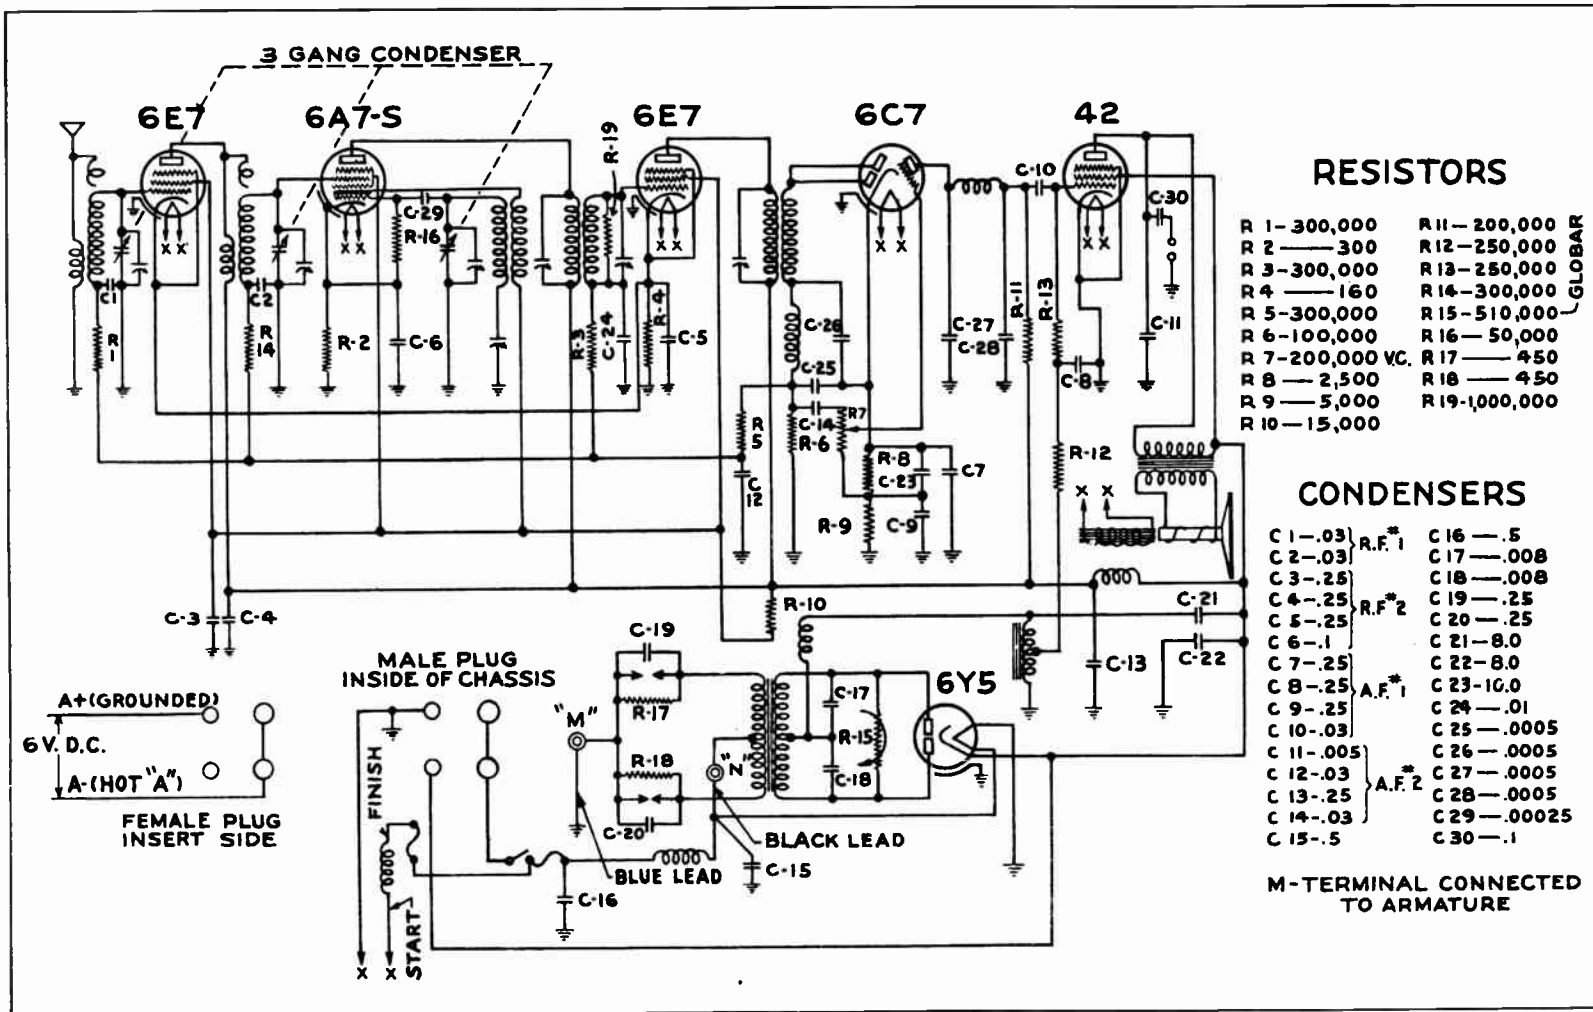 3 GANG CONDENSER
6E7
6A7-S
6E7
6C7
42
R-19
C-10
C-30
C-29
R-16
C1
C2
R 1
R 14
R-2
C-6
R-3
C-24
R-4
C-5
C-26
C-27
C-28
R-11
R-13
C-11
C-8
C-25
R 5
C-14
R7
R-6
R-8
C-23
C7
R-12
C 12
R-9
C-9
X X
X X
X X
X X
X X
X X
R-10
C-21
C-3
C-4
C-19
C-22
C-13
MALE PLUG
INSIDE OF CHASSIS
A+(GROUNDED)
6 V. D.C.
A-(HOT "A")
FEMALE PLUG
INSERT SIDE
"M"
R-17
C-17
6Y5
R-15
R-18
"N"
C-18
FINISH
C-20
BLACK LEAD
BLUE LEAD
C-15
C-16
START
X X
RESISTORS
R 1-300,000
R 2 — 300
R 3-300,000
R 4 — 160
R 5-300,000
R 6-100,000
R 7-200,000 V.C.
R 8 — 2,500
R 9 — 5,000
R 10 — 15,000
R 11 — 200,000
R 12-250,000
R 13-250,000
R 14-300,000
R 15-510,000
R 16 — 50,000
R 17 — 450
R 18 — 450
R 19-1,000,000
GLOBAR
CONDENSERS
C 1-.03
C 2-.03
R.F. #1
C 3-.25
C 4-.25
C 5-.25
C 6-.1
R.F #2
C 7-.25
C 8-.25
C 9-.25
C 10-.03
A.F. #1
C 11-.005
C 12-.03
C 13-.25
C 14-.03
A.F. #2
C 15-.5
C 16 — .5
C 17 — .008
C 18 — .008
C 19 — .25
C 20 — .25
C 21-8.0
C 22-8.0
C 23-10.0
C 24 — .01
C 25 — .0005
C 26 — .0005
C 27 — .0005
C 28 — .0005
C 29 — .00025
C 30 — .1
M-TERMINAL CONNECTED
TO ARMATURE